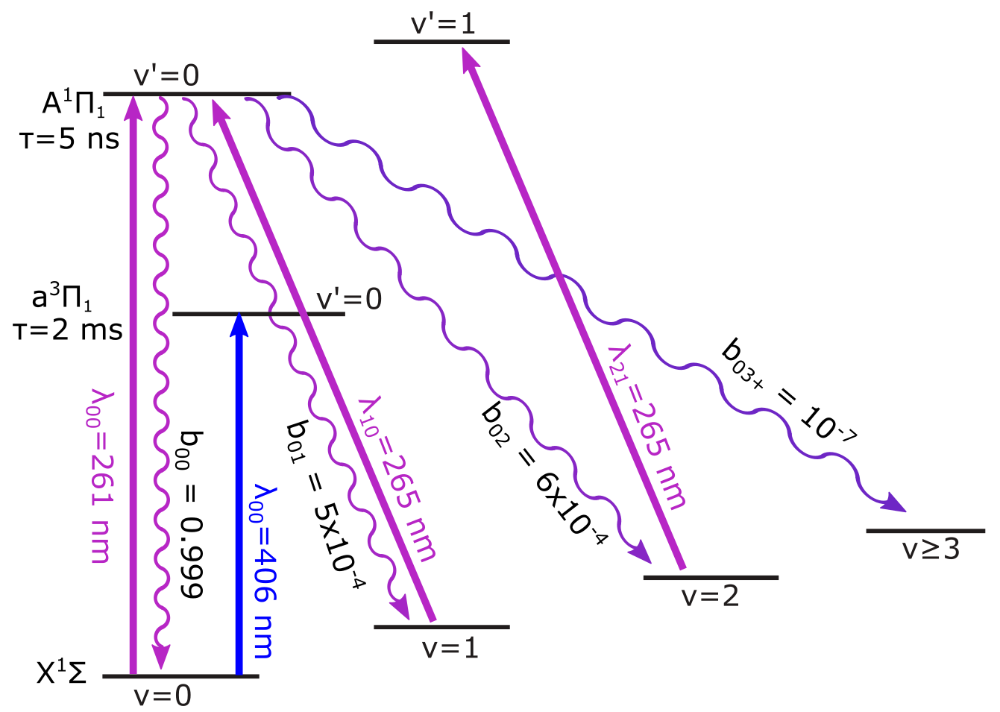 v'=1
v'=0
A¹Π₁
τ=5 ns
a³Π₁
τ=2 ms
v'=0
λ₀₀=261 nm
b₀₀ = 0.999
λ₀₀=406 nm
b₀₁ = 5x10⁻⁴
λ₁₀=265 nm
b₀₂ = 6x10⁻⁴
λ₂₁=265 nm
b₀₃₊ = 10⁻⁷
v≥3
v=2
v=1
X¹Σ
v=0